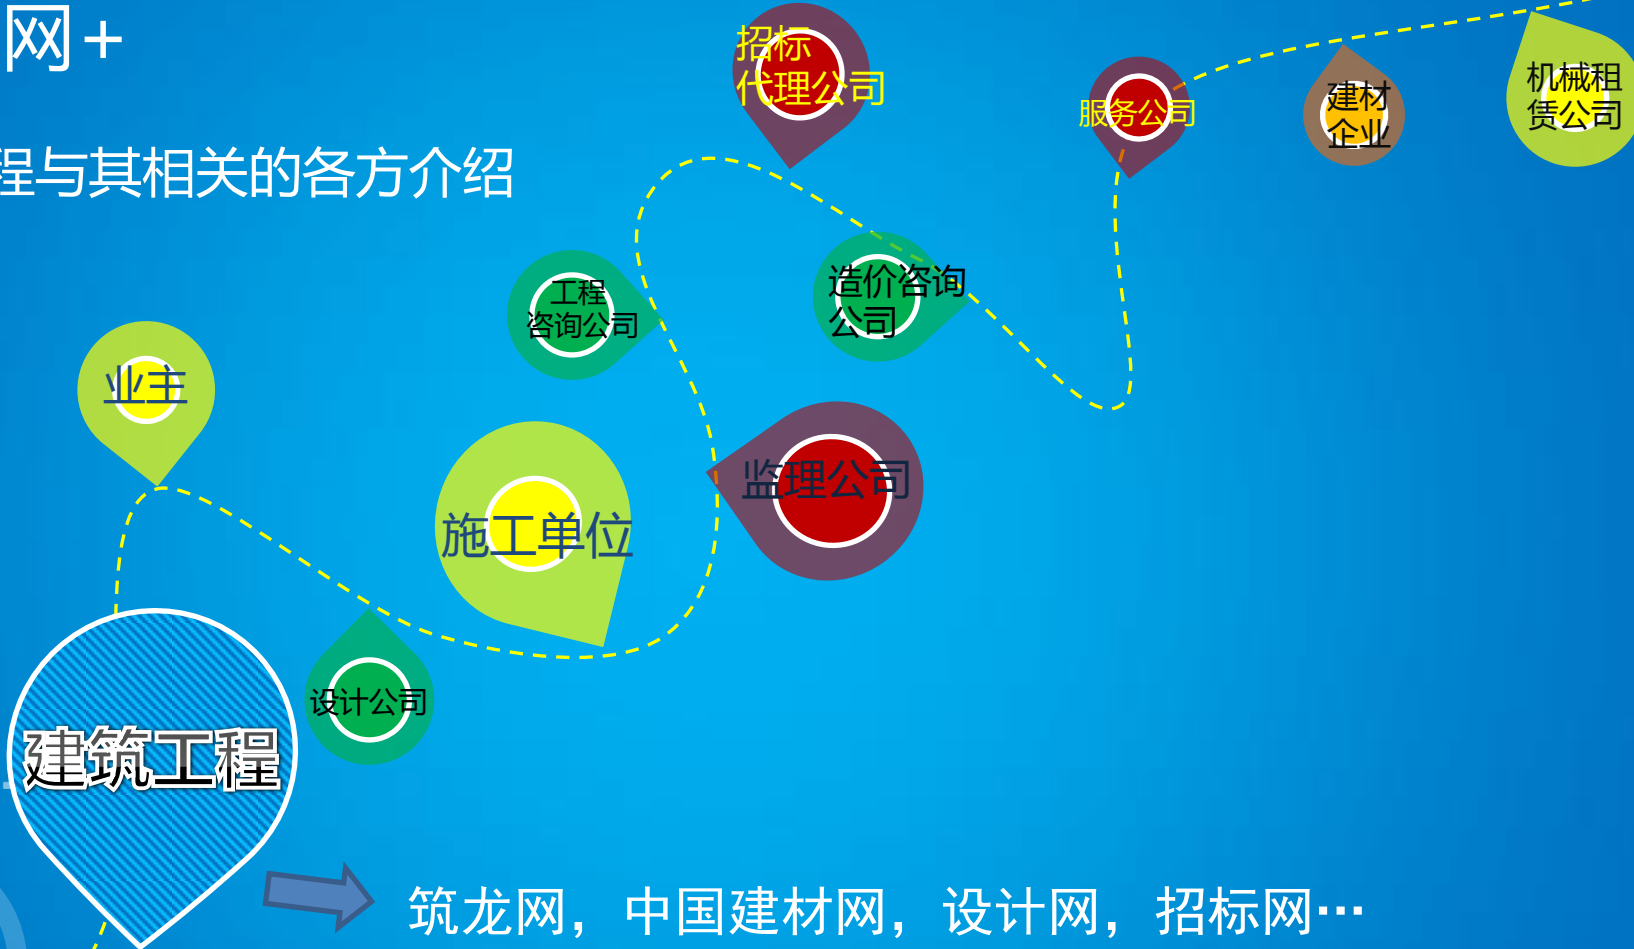 网+
程与其相关的各方介绍
招标
代理公司
服务公司
建材
企业
机械租
赁公司
工程
咨询公司
造价咨询
公司
业主
施工单位
监理公司
设计公司
建筑工程
筑龙网，中国建材网，设计网，招标网…